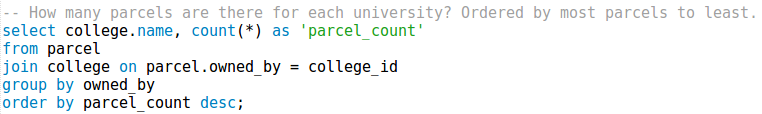 -- How many parcels are there for each university? Ordered by most parcels to least.
select college.name, count(*) as 'parcel_count'
from parcel
join college on parcel.owned_by = college_id
group by owned_by
order by parcel_count desc;